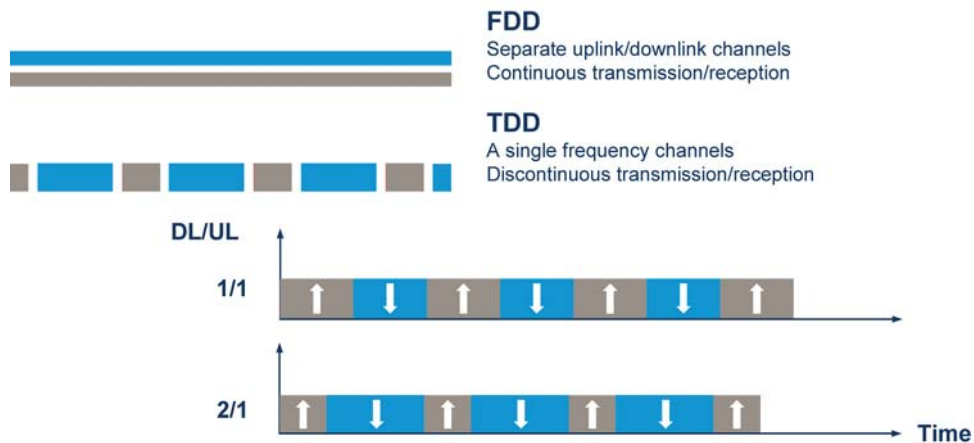 FDD
Separate uplink/downlink channels
Continuous transmission/reception
TDD
A single frequency channels
Discontinuous transmission/reception
DL/UL
1/1
2/1
Time